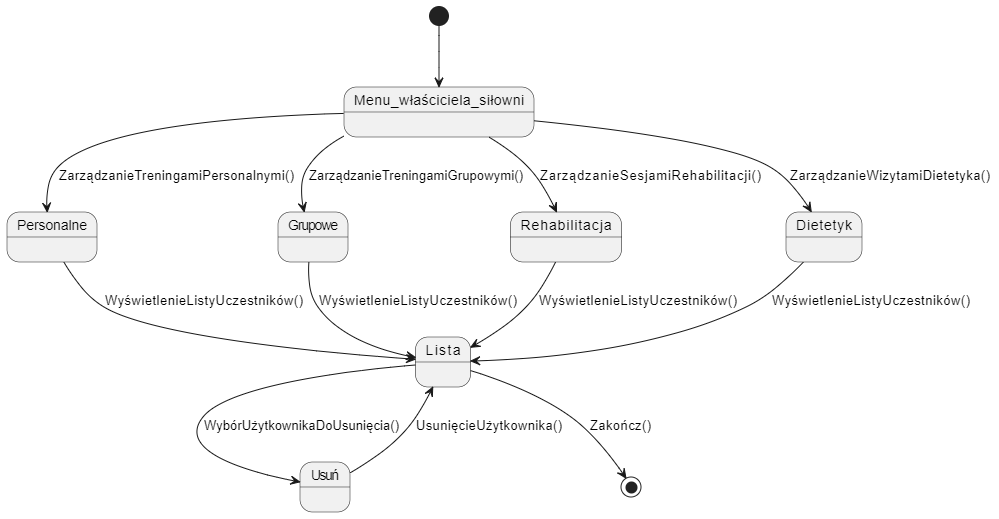 Menu_właściciela_siłowni
ZarządzanieTreningamiPersonalnymi()
ZarządzanieTreningamiGrupowymi()
ZarządzanieSesjamiRehabilitacji()
ZarządzanieWizytamiDietetyka()
Personalne
Grupowe
Rehabilitacja
Dietetyk
WyświetlenieListyUczestników()
WyświetlenieListyUczestników()
WyświetlenieListyUczestników()
WyświetlenieListyUczestników()
Lista
WybórUżytkownikaDoUsunięcia()
UsunięcieUżytkownika()
Zakończ()
Usuń